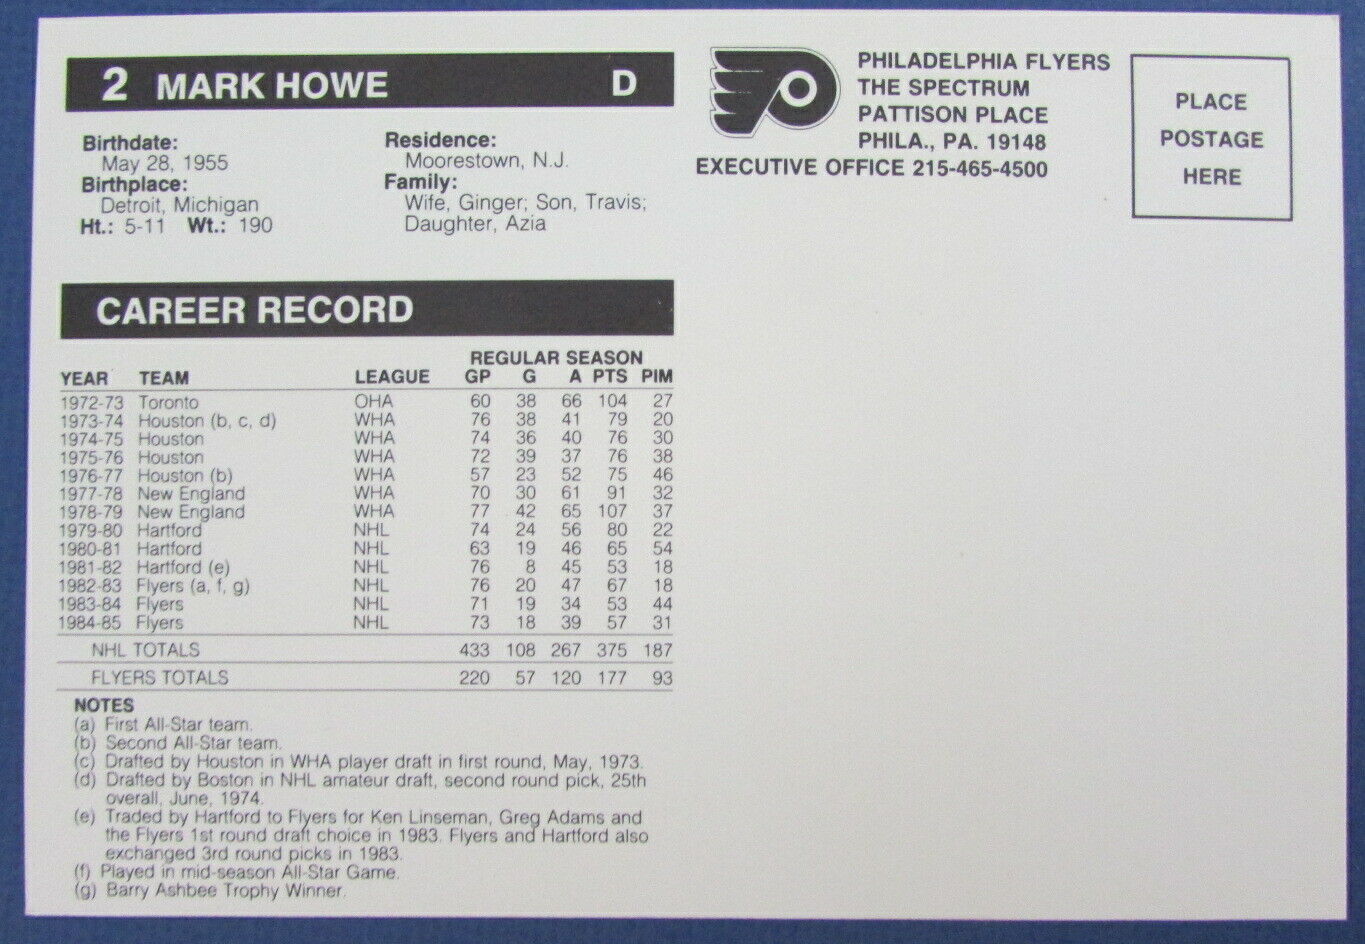 2 MARK HOWE D
Birthdate:
May 28, 1955
Birthplace:
Detroit, Michigan
Ht.: 5-11 Wt.: 190
Residence:
Moorestown, N.J.
Family:
Wife, Ginger; Son, Travis;
Daughter, Azia
CAREER RECORD
REGULAR SEASON
YEAR TEAM LEAGUE GP G A PTS PIM
1972-73 Toronto OHA 60 38 66 104 27
1973-74 Houston (b, c, d) WHA 76 38 41 79 20
1974-75 Houston WHA 74 36 40 76 30
1975-76 Houston WHA 72 39 37 76 38
1976-77 Houston (b) WHA 57 23 52 75 46
1977-78 New England WHA 70 30 61 91 32
1978-79 New England WHA 77 42 65 107 37
1979-80 Hartford NHL 74 24 56 80 22
1980-81 Hartford NHL 63 19 46 65 54
1981-82 Hartford (e) NHL 76 8 45 53 18
1982-83 Flyers (a, f, g) NHL 76 20 47 67 18
1983-84 Flyers NHL 71 19 34 53 44
1984-85 Flyers NHL 73 18 39 57 31
NHL TOTALS 433 108 267 375 187
FLYERS TOTALS 220 57 120 177 93
NOTES
(a) First All-Star team.
(b) Second All-Star team.
(c) Drafted by Houston in WHA player draft in first round, May, 1973.
(d) Drafted by Boston in NHL amateur draft, second round pick, 25th
overall, June, 1974.
(e) Traded by Hartford to Flyers for Ken Linseman, Greg Adams and
the Flyers 1st round draft choice in 1983. Flyers and Hartford also
exchanged 3rd round picks in 1983.
(f) Played in mid-season All-Star Game.
(g) Barry Ashbee Trophy Winner.
PHILADELPHIA FLYERS
THE SPECTRUM
PATTISON PLACE
PHILA., PA. 19148
EXECUTIVE OFFICE 215-465-4500
PLACE
POSTAGE
HERE